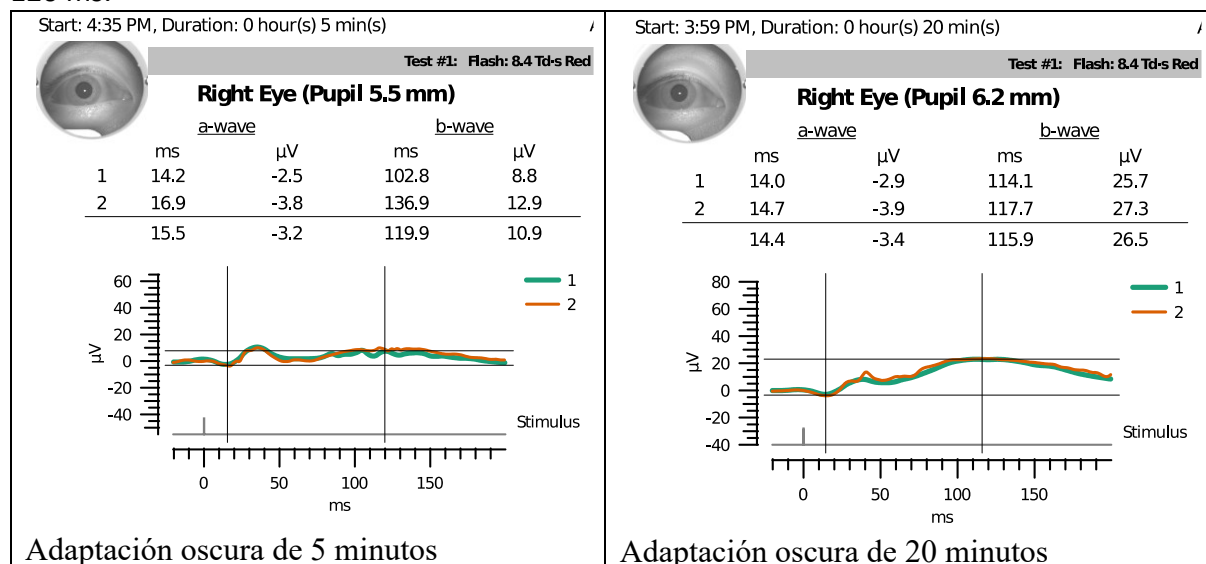 Start: 4:35 PM, Duration: 0 hour(s) 5 min(s)
Test #1: Flash: 8.4 Td·s Red
Right Eye (Pupil 5.5 mm)
a-wave b-wave
ms µV ms µV
1 14.2 -2.5 102.8 8.8
2 16.9 -3.8 136.9 12.9
15.5 -3.2 119.9 10.9
60
40
20
0
-20
-40
µV
1
2
Stimulus
0 50 100 150
ms
Adaptación oscura de 5 minutos
Start: 3:59 PM, Duration: 0 hour(s) 20 min(s)
Test #1: Flash: 8.4 Td·s Red
Right Eye (Pupil 6.2 mm)
a-wave b-wave
ms µV ms µV
1 14.0 -2.9 114.1 25.7
2 14.7 -3.9 117.7 27.3
14.4 -3.4 115.9 26.5
80
60
40
20
0
-20
-40
µV
1
2
Stimulus
0 50 100 150
ms
Adaptación oscura de 20 minutos